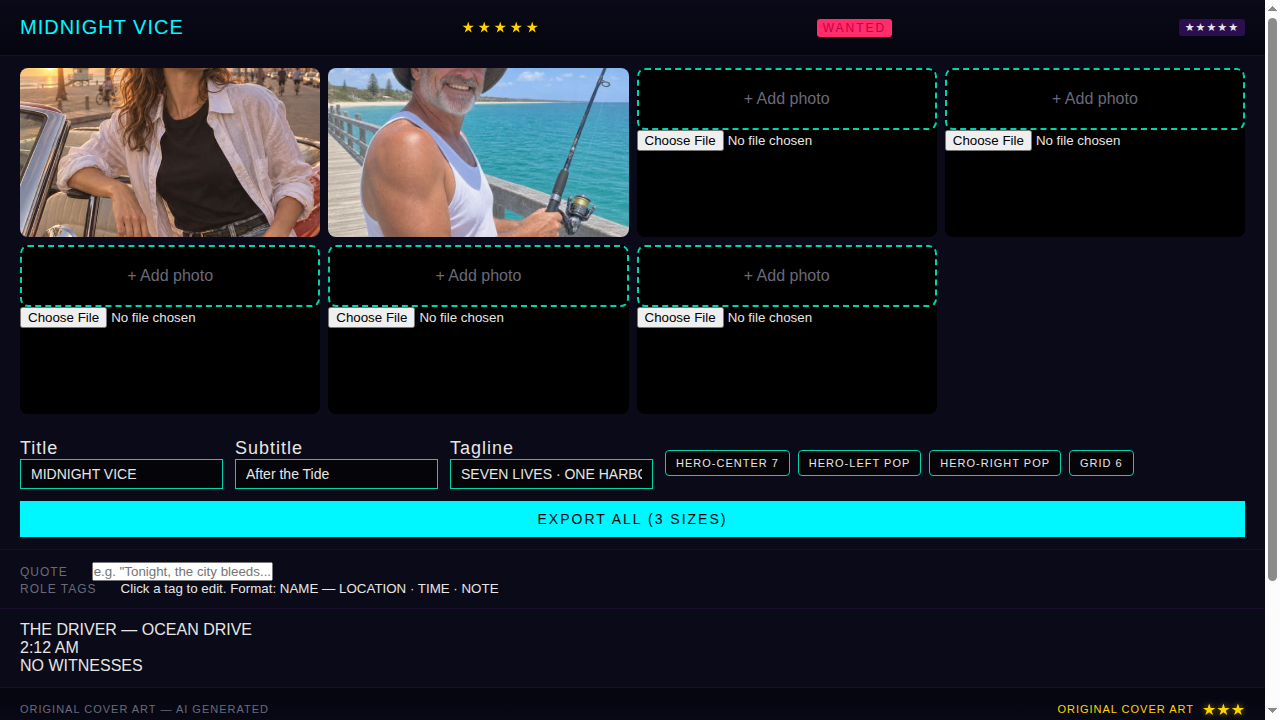 MIDNIGHT VICE ★★★★★ WANTED ★★★★★
+ Add photo + Add photo
Choose File No file chosen Choose File No file chosen
+ Add photo + Add photo + Add photo
Choose File No file chosen Choose File No file chosen Choose File No file chosen
Title Subtitle Tagline
MIDNIGHT VICE After the Tide SEVEN LIVES · ONE HARBO HERO-CENTER 7 HERO-LEFT POP HERO-RIGHT POP GRID 6
EXPORT ALL (3 SIZES)
QUOTE e.g. "Tonight, the city bleeds...
ROLE TAGS Click a tag to edit. Format: NAME — LOCATION · TIME · NOTE
THE DRIVER — OCEAN DRIVE
2:12 AM
NO WITNESSES
ORIGINAL COVER ART — AI GENERATED ORIGINAL COVER ART ★★★